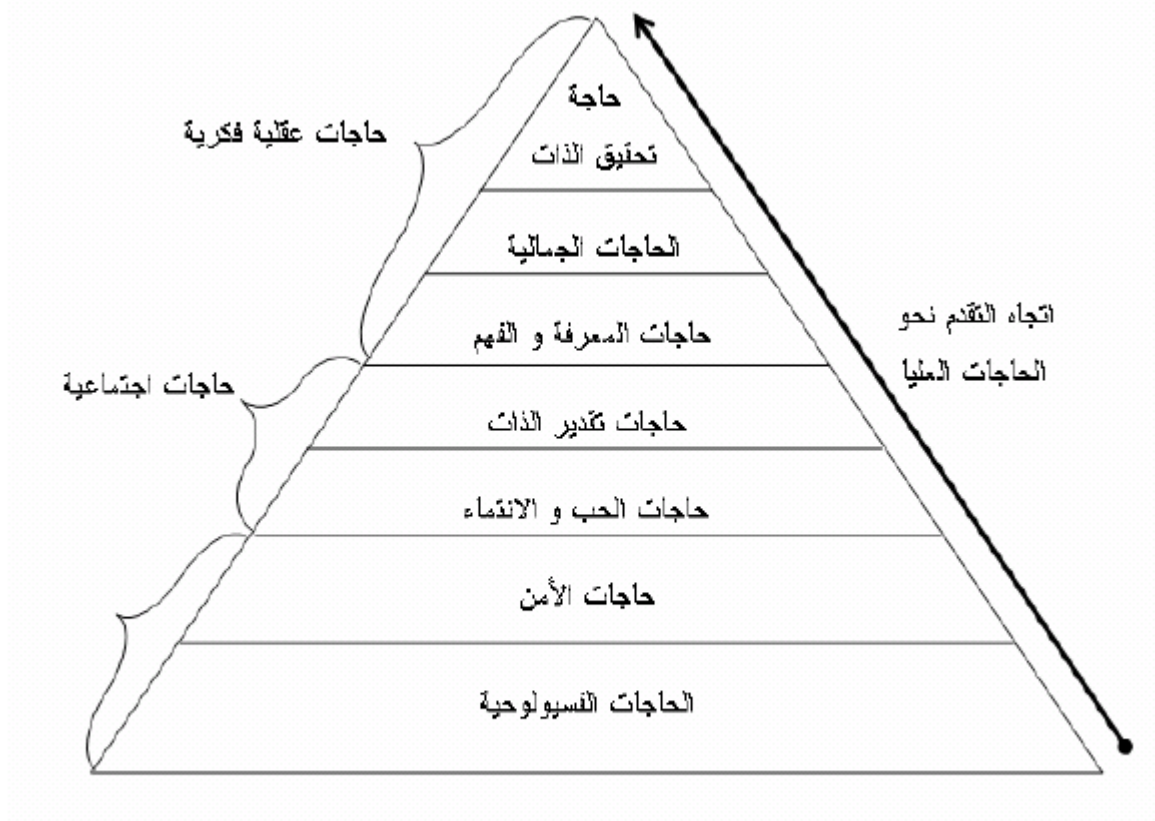 حاجة
تحقيق الذات
حاجات عقلية فكرية
الحاجات الجمالية
حاجات المعرفة و الفهم
اتجاه التقدم نحو
الحاجات العليا
حاجات اجتماعية
حاجات تقدير الذات
حاجات الحب و الانتماء
حاجات الأمن
الحاجات الفسيولوحية